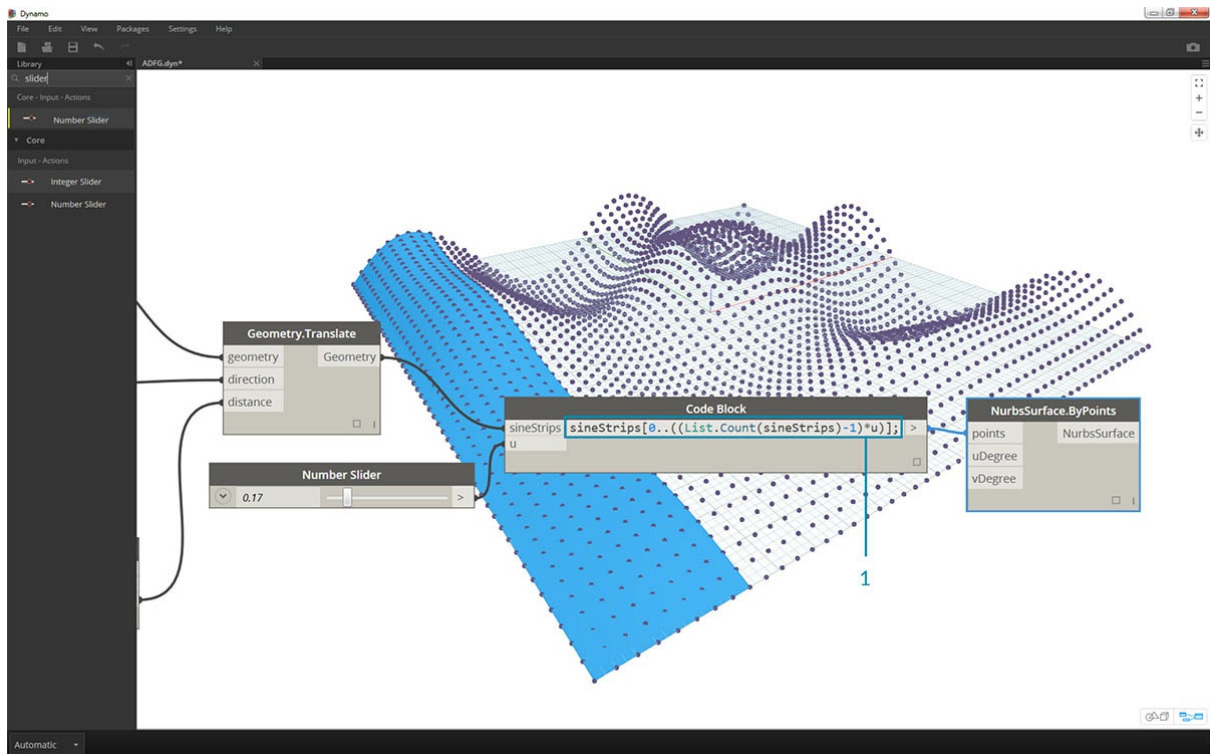 Dynamo
File Edit View Packages Settings Help
Library
ADFG.dyn*
slider
Core - Input - Actions
Number Slider
Core
Input - Actions
Integer Slider
Number Slider
Geometry.Translate
geometry Geometry
direction
distance
Code Block
sineStrips sineStrips[0..((List.Count(sineStrips)-1)*u)]; >
u
NurbsSurface.ByPoints
points NurbsSurface
uDegree
vDegree
Number Slider
0.17 >
1
Automatic